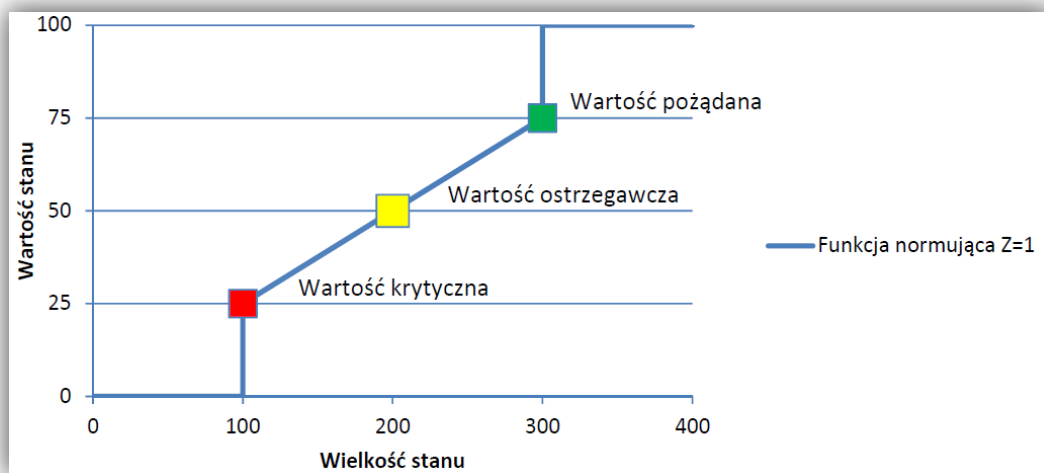 100
Wartość pożądana
75
Wartość ostrzegawcza
50
Funkcja normująca Z=1
Wartość krytyczna
25
0
Wartość stanu
0 100 200 300 400
Wielkość stanu